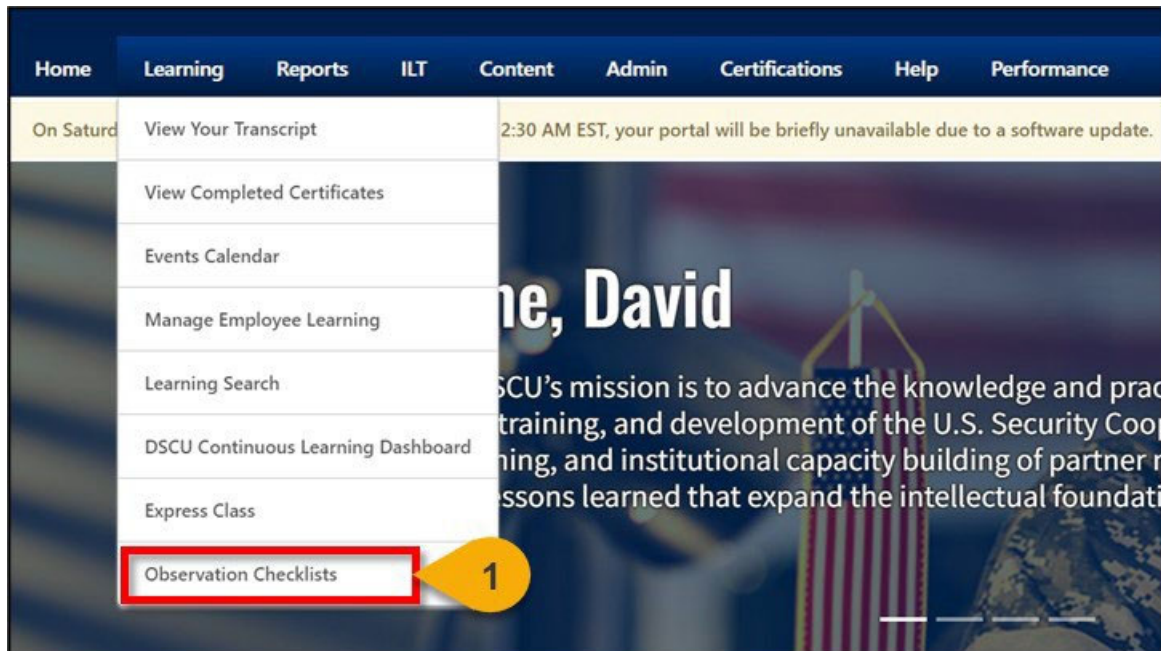 Home Learning Reports ILT Content Admin Certifications Help Performance
On Saturd 2:30 AM EST, your portal will be briefly unavailable due to a software update.
View Your Transcript
View Completed Certificates
Events Calendar
Manage Employee Learning
Learning Search
DSCU Continuous Learning Dashboard
Express Class
Observation Checklists
1
ne, David
SCU's mission is to advance the knowledge and prac
training, and development of the U.S. Security Coop
ning, and institutional capacity building of partner
essons learned that expand the intellectual foundati